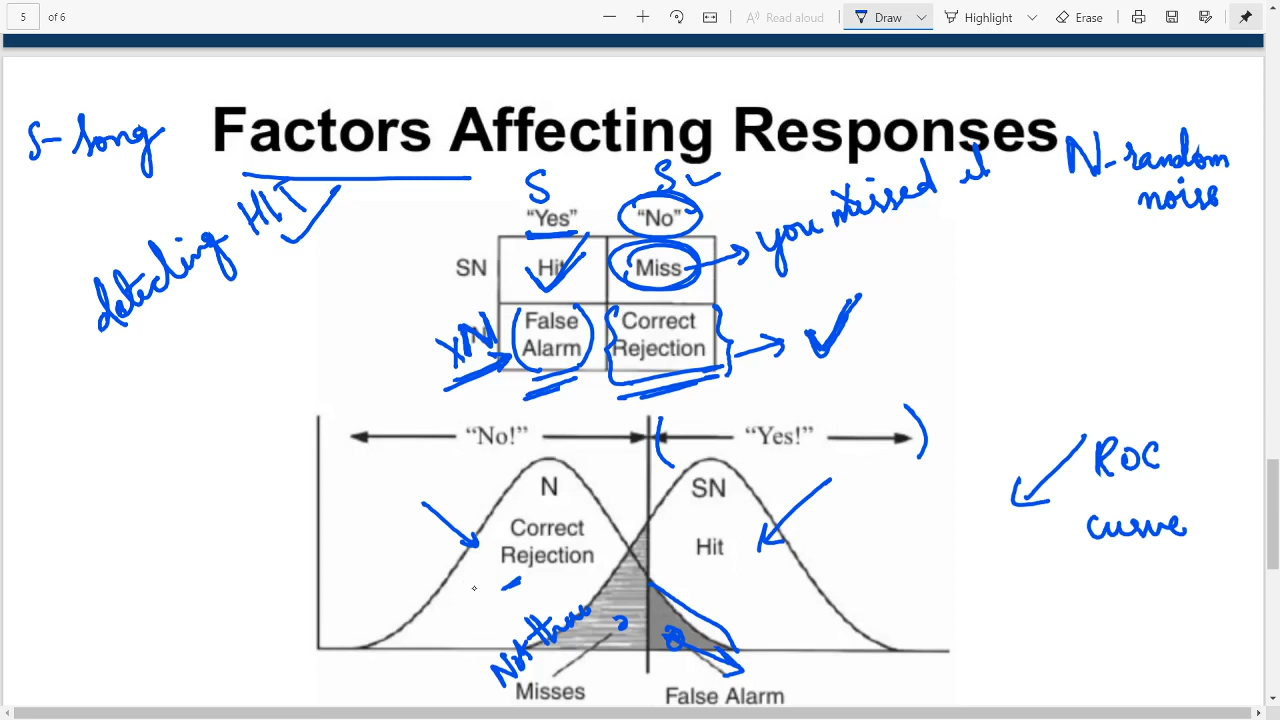 5 of 6
Read aloud
Draw
Highlight
Erase
Factors Affecting Responses
S- song
N- random
noise
detecting HIT
S
S
you missed it
"Yes"
"No"
SN
Hit
Miss
XN
False
Alarm
Correct
Rejection
"No!"
"Yes!"
N
SN
Correct
Rejection
Hit
ROC
curve
Misses
False Alarm